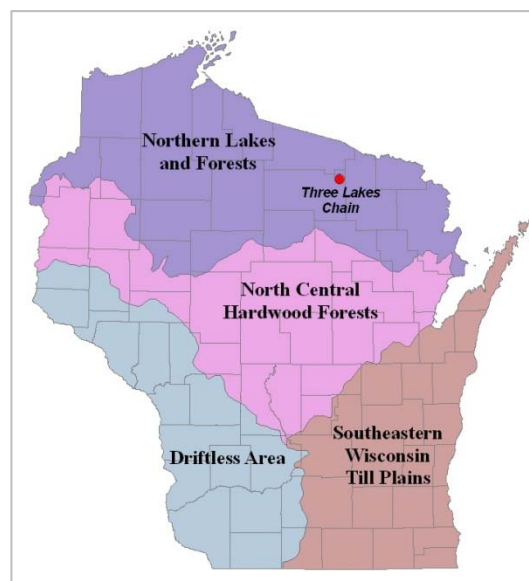 Northern Lakes
and Forests
Three Lakes
Chain
North Central
Hardwood Forests
Southeastern
Wisconsin
Till Plains
Driftless Area